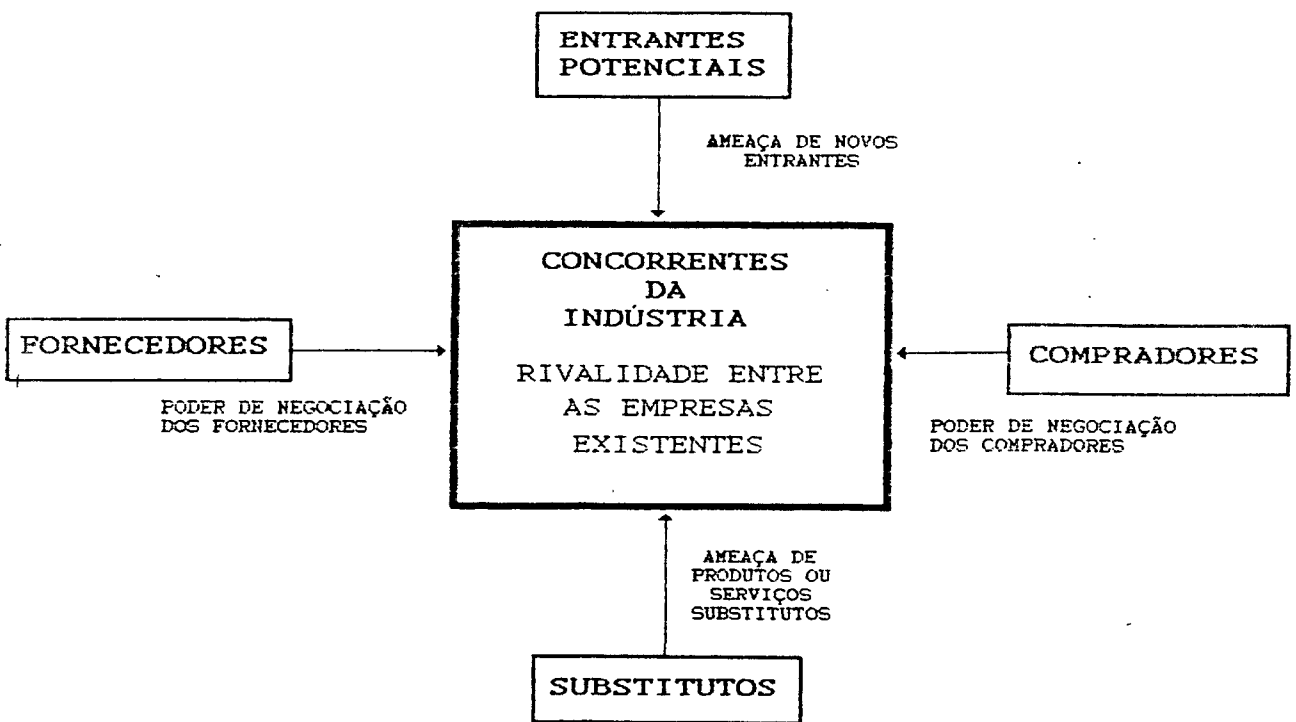 ENTRANTES
POTENCIAIS
AMEAÇA DE NOVOS
ENTRANTES
CONCORRENTES
DA
INDÚSTRIA
RIVALIDADE ENTRE
AS EMPRESAS
EXISTENTES
FORNECEDORES
PODER DE NEGOCIAÇÃO
DOS FORNECEDORES
COMPRADORES
PODER DE NEGOCIAÇÃO
DOS COMPRADORES
AMEAÇA DE
PRODUTOS OU
SERVIÇOS
SUBSTITUTOS
SUBSTITUTOS